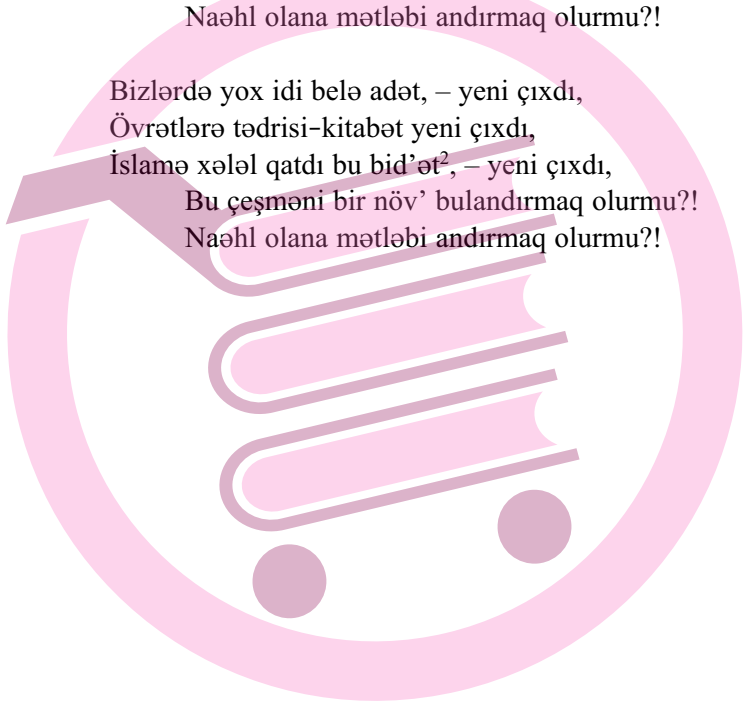 Naəhl olana mətləbi andırmaq olurmu?!
Bizlərdə yox idi belə adət, – yeni çıxdı,
Övrətlərə tədrisi-kitabət yeni çıxdı,
İslamə xələl qatdı bu bid’ət², – yeni çıxdı,
Bu çeşməni bir növ’ bulandırmaq olurmu?!
Naəhl olana mətləbi andırmaq olurmu?!